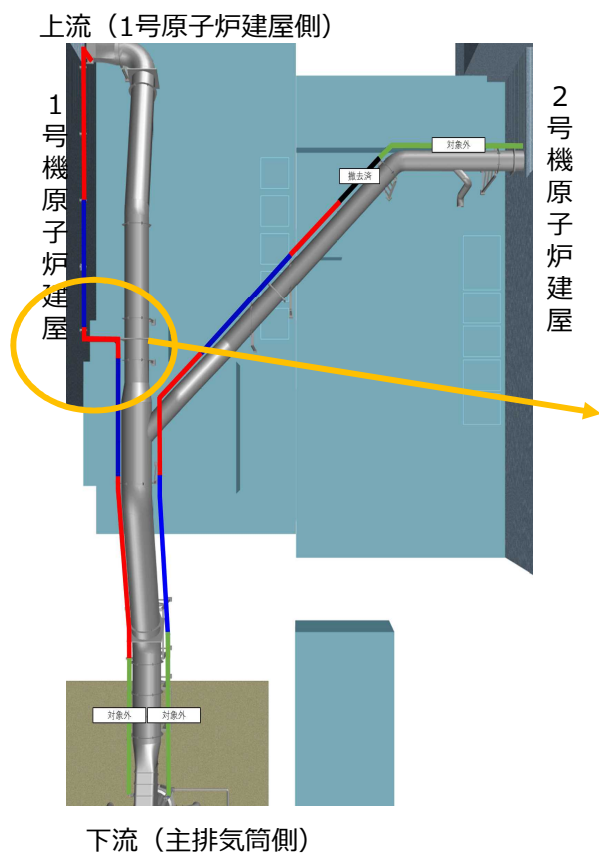 上流（1号原子炉建屋側）
1号機原子炉建屋
2号機原子炉建屋
対象外
撤去済
対象外
対象外
下流（主排気筒側）